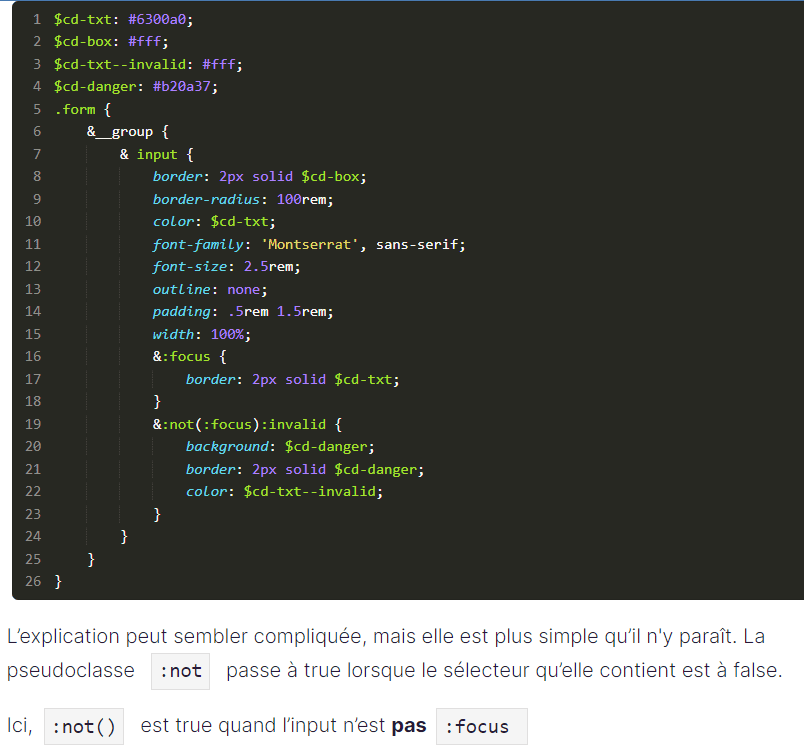 1 $cd-txt: #6300a0;
2 $cd-box: #fff;
3 $cd-txt--invalid: #fff;
4 $cd-danger: #b20a37;
5 .form {
6 &__group {
7 & input {
8 border: 2px solid $cd-box;
9 border-radius: 100rem;
10 color: $cd-txt;
11 font-family: 'Montserrat', sans-serif;
12 font-size: 2.5rem;
13 outline: none;
14 padding: .5rem 1.5rem;
15 width: 100%;
16 &:focus {
17 border: 2px solid $cd-txt;
18 }
19 &:not(:focus):invalid {
20 background: $cd-danger;
21 border: 2px solid $cd-danger;
22 color: $cd-txt--invalid;
23 }
24 }
25 }
26 }
L’explication peut sembler compliquée, mais elle est plus simple qu’il n'y paraît. La
pseudoclasse :not passe à true lorsque le sélecteur qu’elle contient est à false.
Ici, :not() est true quand l’input n’est pas :focus